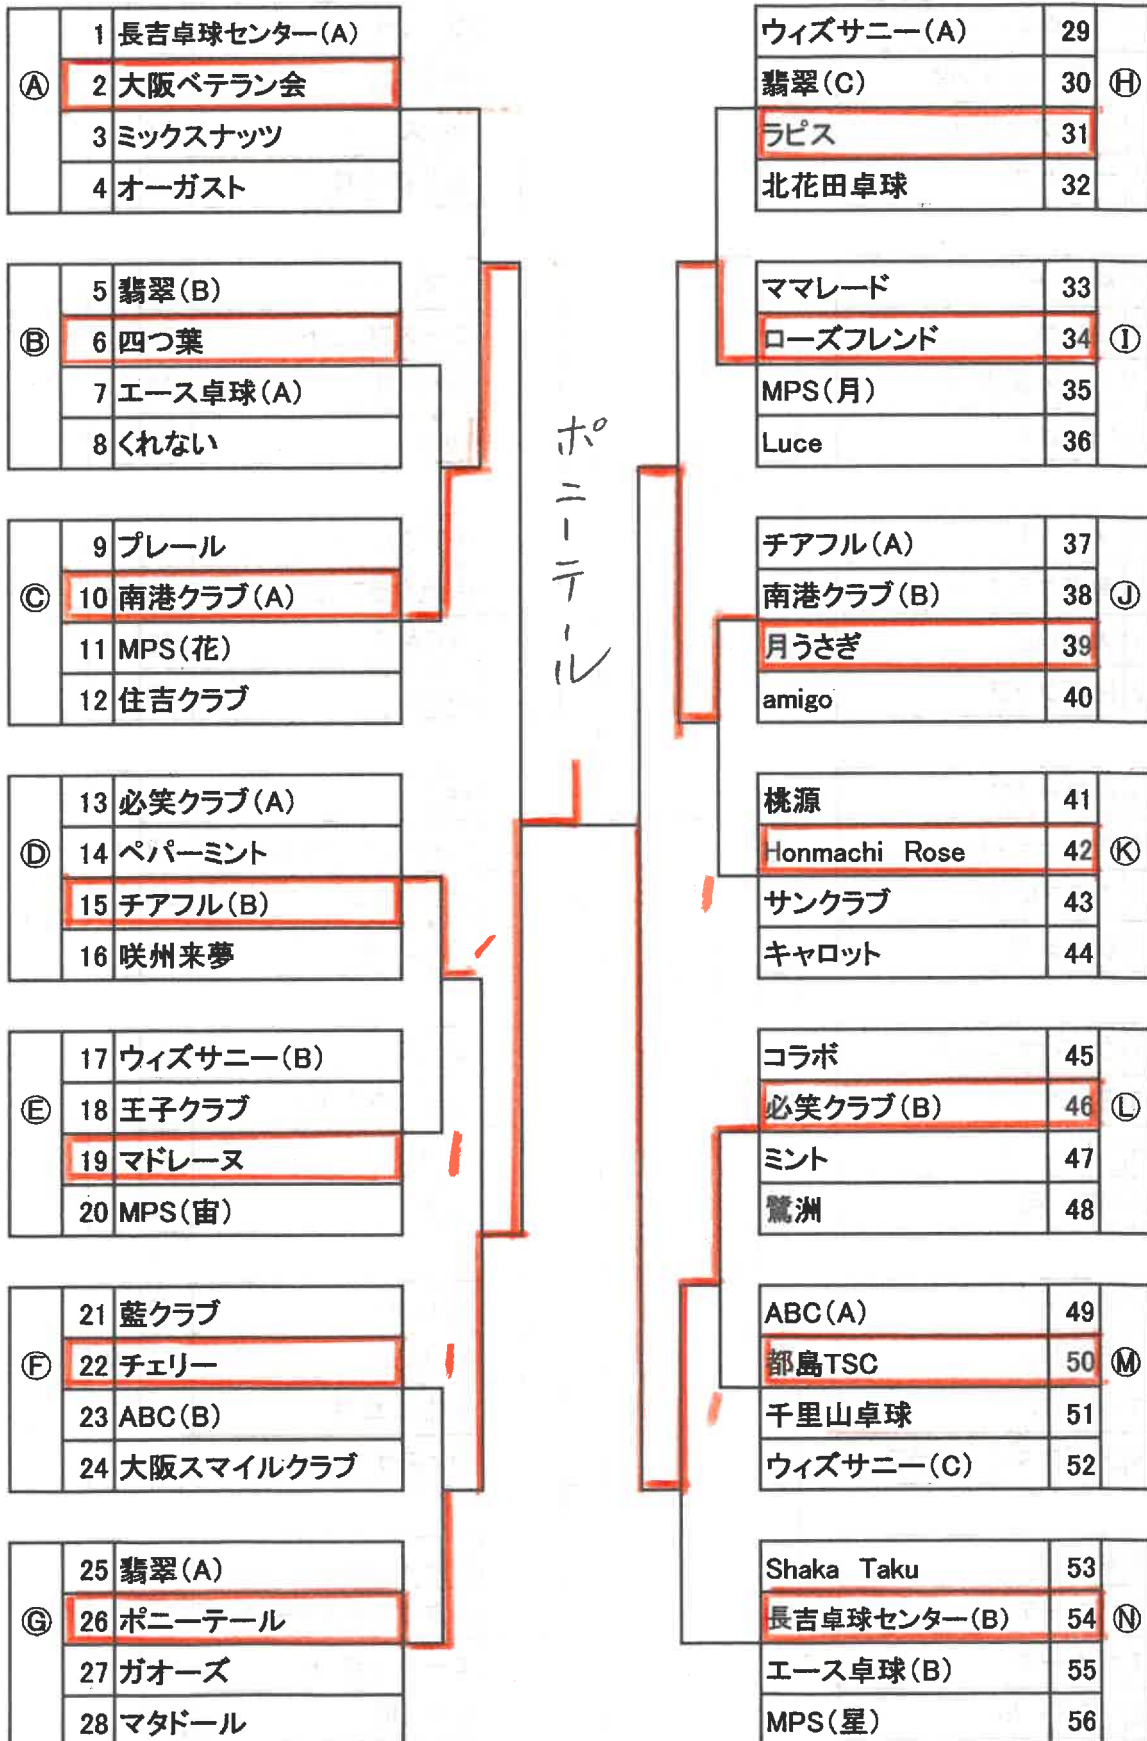 Ⓐ
1 長吉卓球センター(A)
2 大阪ベテラン会
3 ミックスナッツ
4 オーガスト
Ⓑ
5 翡翠(B)
6 四つ葉
7 エース卓球(A)
8 くれない
Ⓒ
9 プレール
10 南港クラブ(A)
11 MPS(花)
12 住吉クラブ
Ⓓ
13 必笑クラブ(A)
14 ペパーミント
15 チアフル(B)
16 咲州来夢
Ⓔ
17 ウィズサニー(B)
18 王子クラブ
19 マドレーヌ
20 MPS(宙)
Ⓕ
21 藍クラブ
22 チェリー
23 ABC(B)
24 大阪スマイルクラブ
Ⓖ
25 翡翠(A)
26 ポニーテール
27 ガオーズ
28 マタドール
ポニーテール
ウィズサニー(A) 29
翡翠(C) 30
ラピス 31
北花田卓球 32
Ⓗ
ママレード 33
ローズフレンド 34
MPS(月) 35
Luce 36
Ⓘ
チアフル(A) 37
南港クラブ(B) 38
月うさぎ 39
amigo 40
Ⓙ
桃源 41
Honmachi Rose 42
サンクラブ 43
キャロット 44
Ⓚ
コラボ 45
必笑クラブ(B) 46
ミント 47
鷺洲 48
Ⓛ
ABC(A) 49
都島TSC 50
千里山卓球 51
ウィズサニー(C) 52
Ⓜ
Shaka Taku 53
長吉卓球センター(B) 54
エース卓球(B) 55
MPS(星) 56
Ⓝ